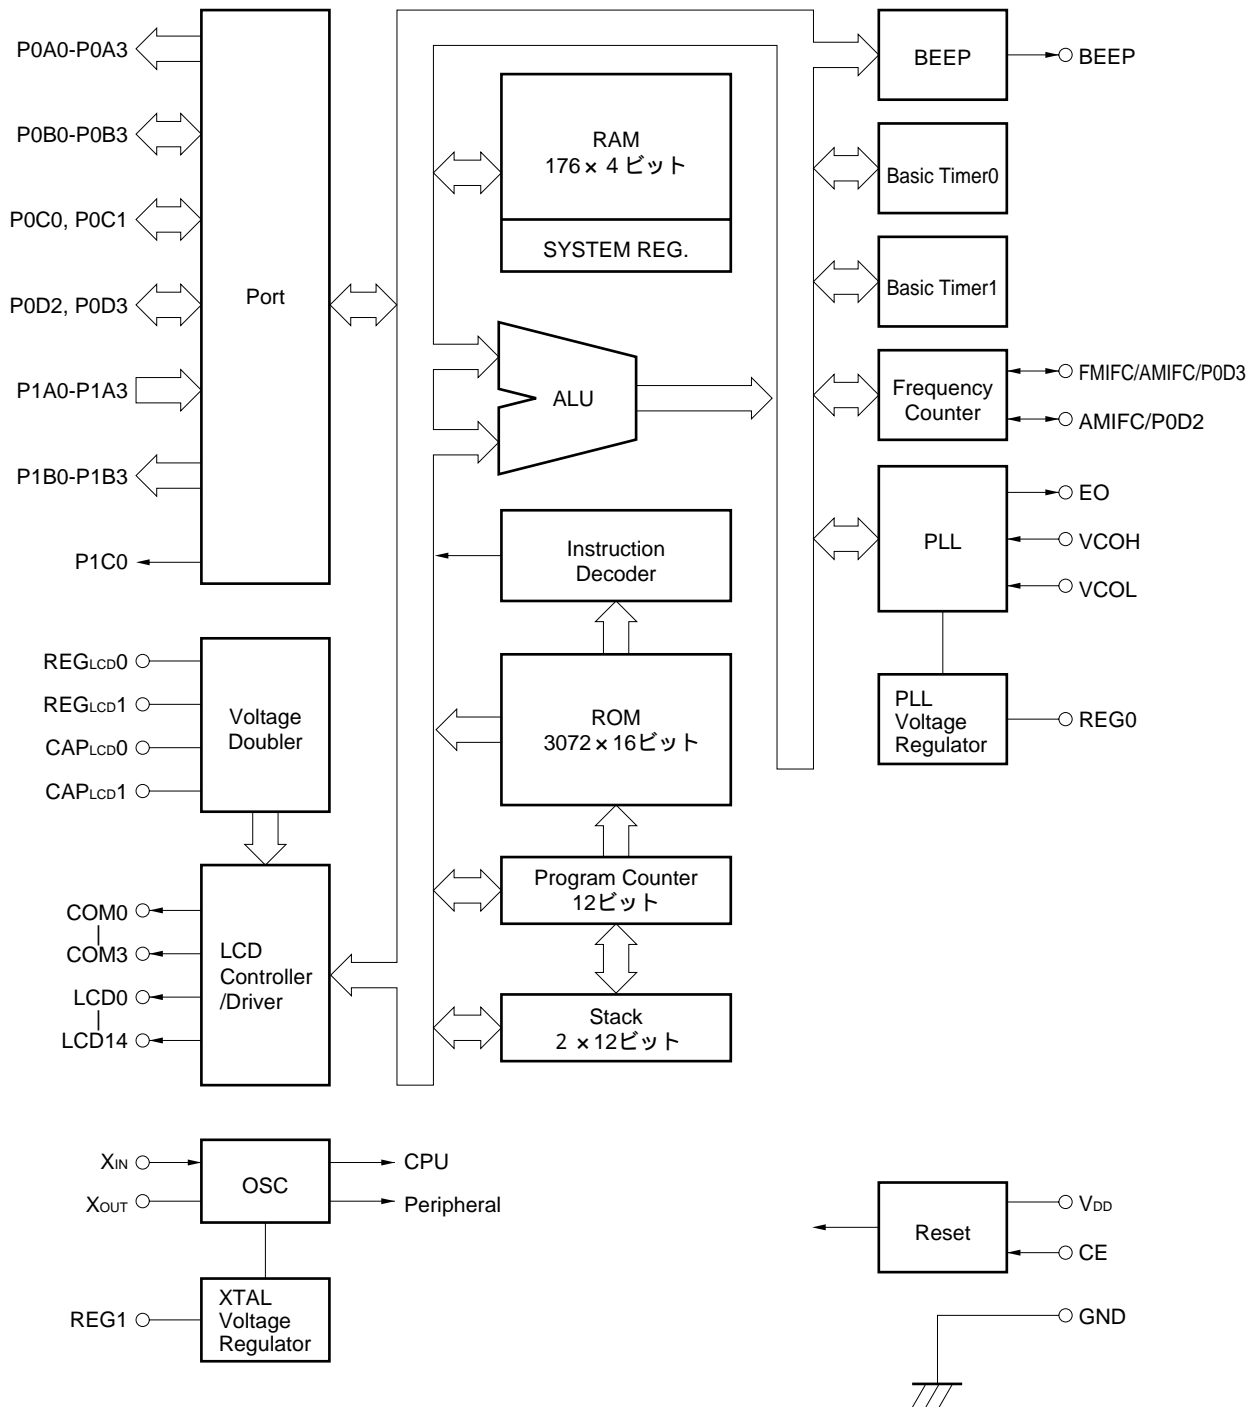 P0A0-P0A3
P0B0-P0B3
P0C0, P0C1
P0D2, P0D3
P1A0-P1A3
P1B0-P1B3
P1C0
Port
REGLCD0
REGLCD1
CAPLCD0
CAPLCD1
Voltage
Doubler
COM0
COM3
LCD0
LCD14
LCD
Controller
/Driver
XIN
XOUT
OSC
CPU
Peripheral
REG1
XTAL
Voltage
Regulator
RAM
176× 4 ビット
SYSTEM REG.
ALU
Instruction
Decoder
ROM
3072×16ビット
Program Counter
12ビット
Stack
2 ×12ビット
BEEP
BEEP
Basic Timer0
Basic Timer1
Frequency
Counter
FMIFC/AMIFC/P0D3
AMIFC/P0D2
PLL
EO
VCOH
VCOL
PLL
Voltage
Regulator
REG0
Reset
VDD
CE
GND